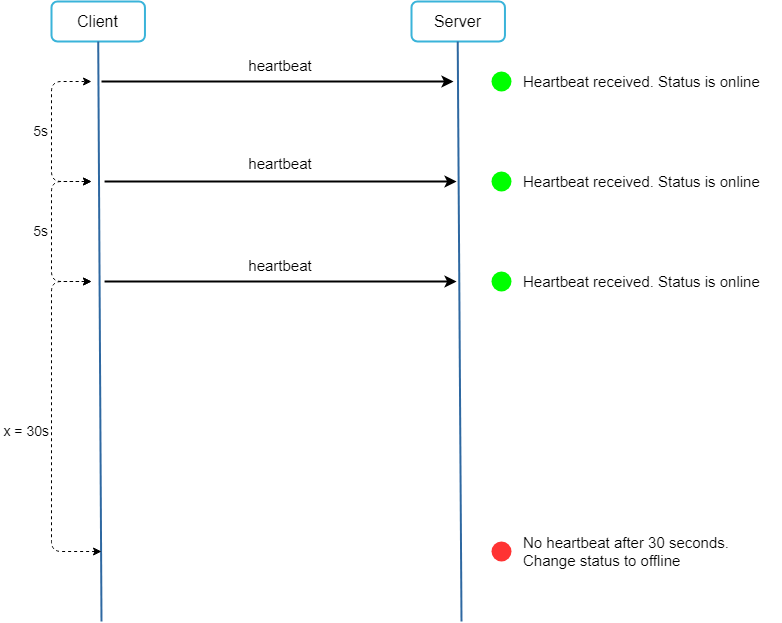 Client
Server
heartbeat
Heartbeat received. Status is online
5s
heartbeat
Heartbeat received. Status is online
5s
heartbeat
Heartbeat received. Status is online
x = 30s
No heartbeat after 30 seconds.
Change status to offline